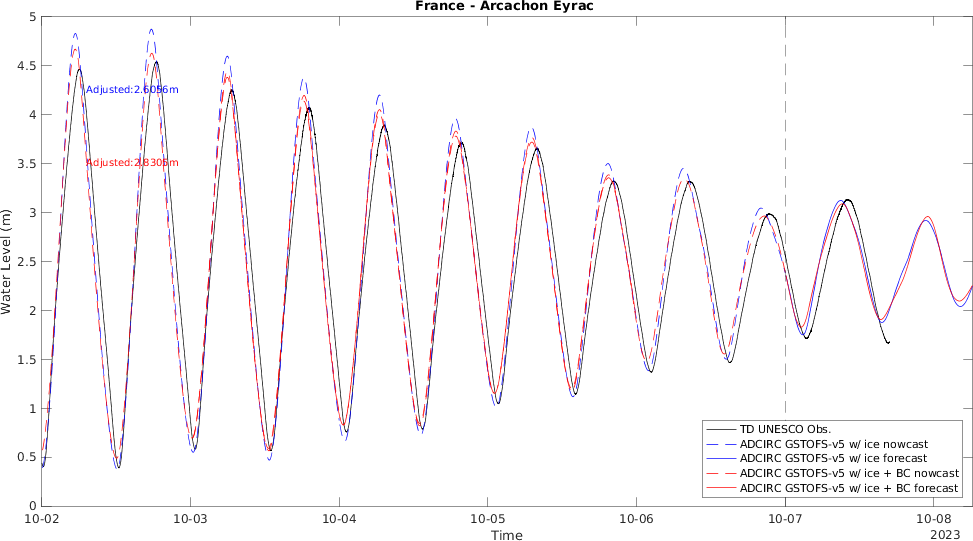 France - Arcachon Eyrac
Water Level (m)
5
4.5
4
3.5
3
2.5
2
1.5
1
0.5
0
Adjusted:2.6056m
Adjusted:2.8305m
TD UNESCO Obs.
ADCIRC GSTOFS-v5 w/ ice nowcast
ADCIRC GSTOFS-v5 w/ ice forecast
ADCIRC GSTOFS-v5 w/ ice + BC nowcast
ADCIRC GSTOFS-v5 w/ ice + BC forecast
10-02
10-03
10-04
10-05
10-06
10-07
10-08
Time
2023